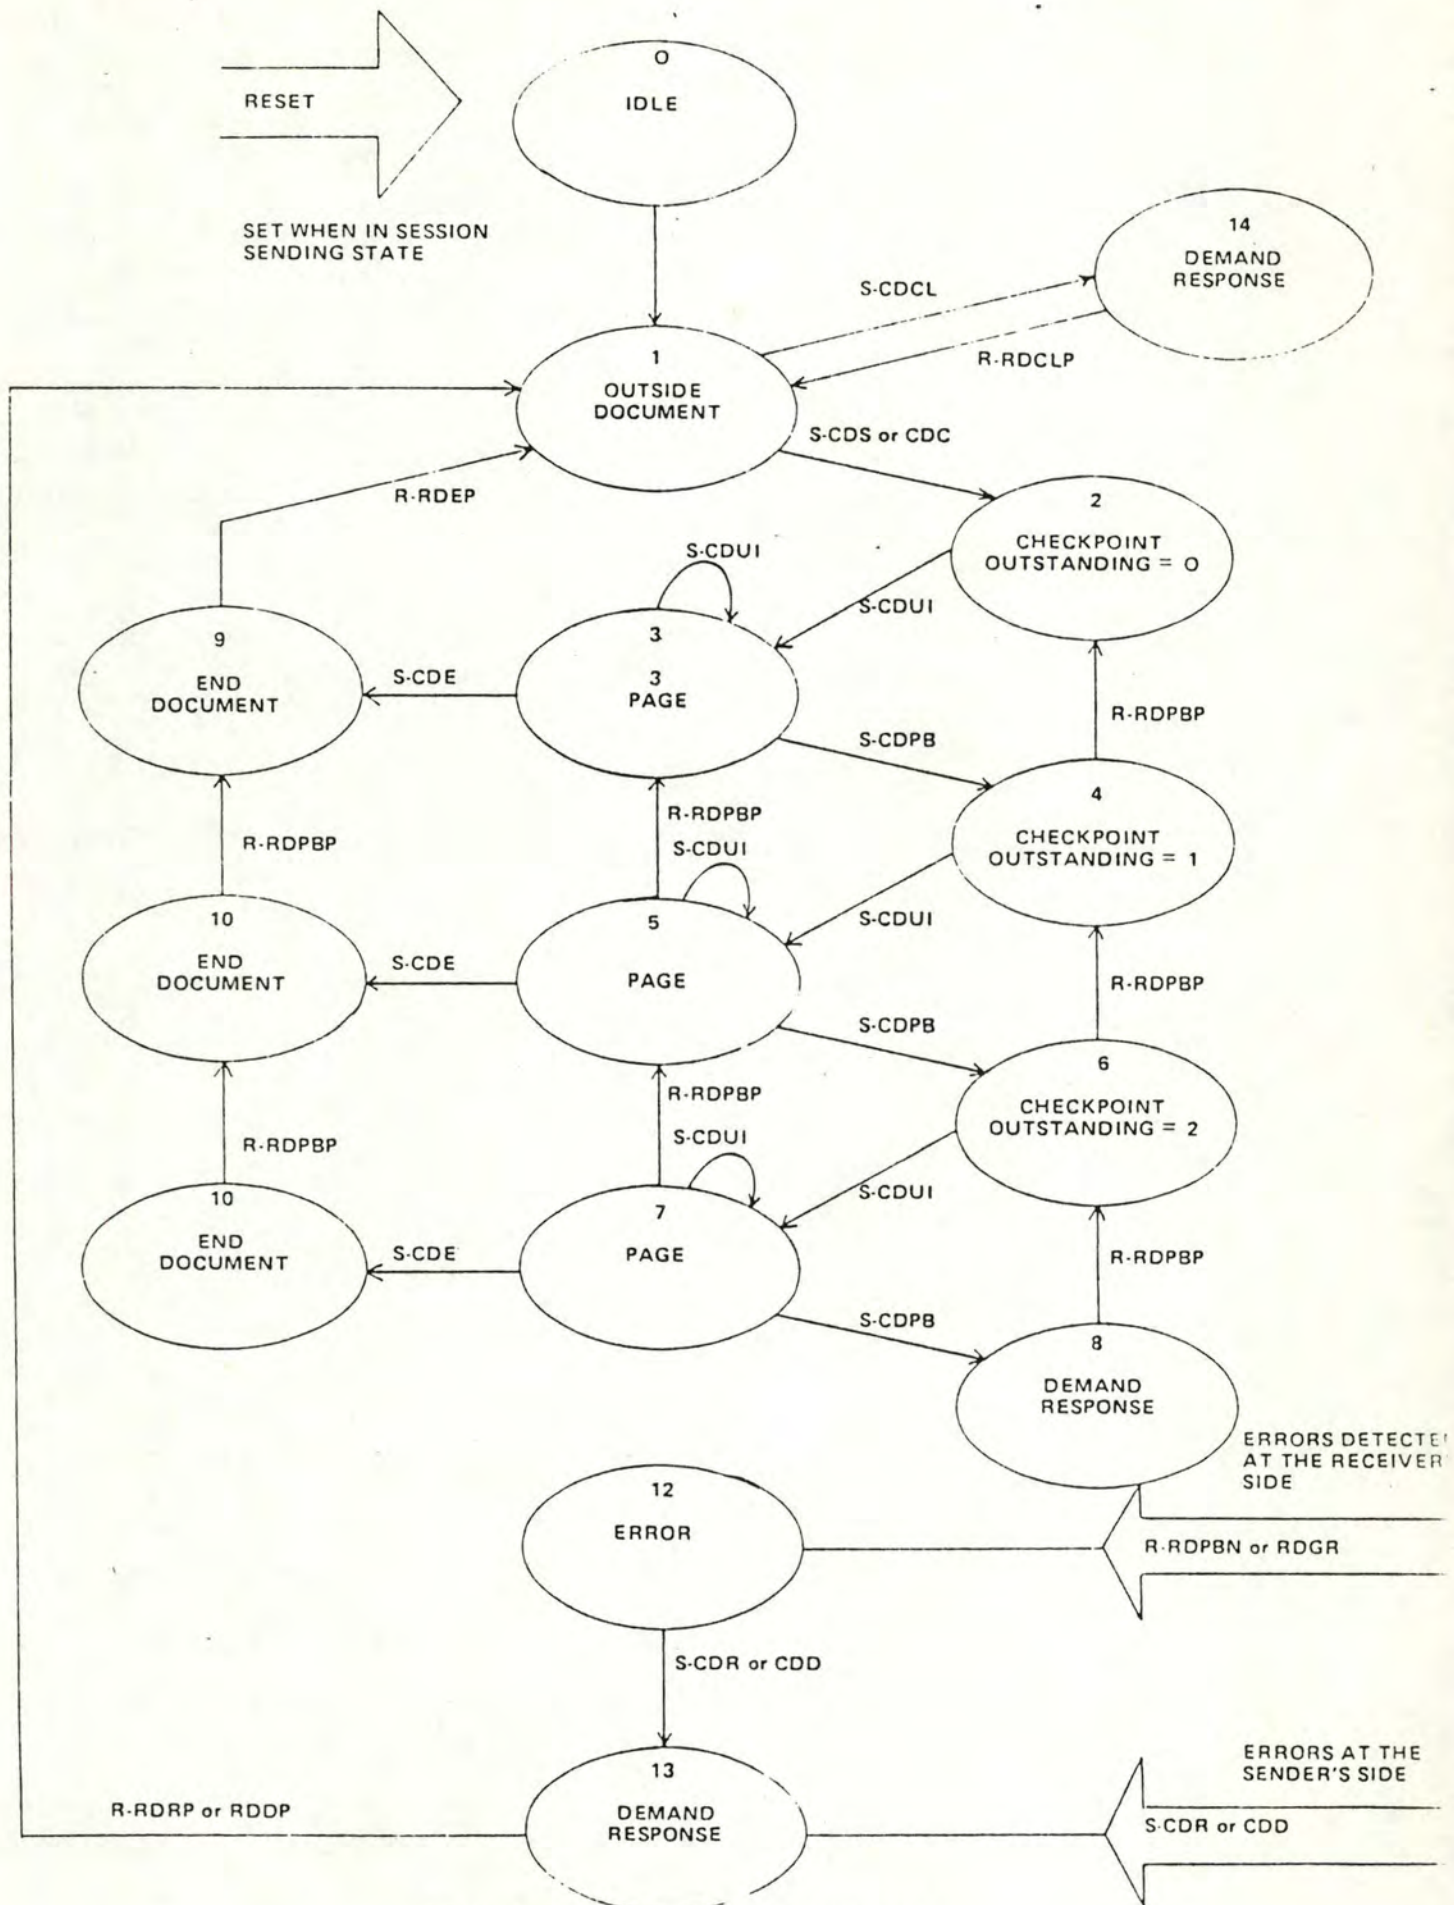 0
IDLE
RESET
SET WHEN IN SESSION
SENDING STATE
14
DEMAND
RESPONSE
S-CDCL
R-RDCLP
1
OUTSIDE
DOCUMENT
S-CDS or CDC
R-RDEP
2
CHECKPOINT
OUTSTANDING = 0
S-CDUI
S-CDUI
3
3
PAGE
9
END
DOCUMENT
S-CDE
R-RDPBP
S-CDPB
4
CHECKPOINT
OUTSTANDING = 1
R-RDPBP
R-RDPBP
S-CDUI
S-CDUI
10
END
DOCUMENT
S-CDE
5
PAGE
R-RDPBP
S-CDPB
6
CHECKPOINT
OUTSTANDING = 2
R-RDPBP
S-CDUI
R-RDPBP
S-CDUI
10
END
DOCUMENT
S-CDE
7
PAGE
R-RDPBP
S-CDPB
8
DEMAND
RESPONSE
ERRORS DETECTE
AT THE RECEIVER
SIDE
12
ERROR
R-RDPBN or RDGR
S-CDR or CDD
13
DEMAND
RESPONSE
ERRORS AT THE
SENDER'S SIDE
R-RDRP or RDDP
S-CDR or CDD